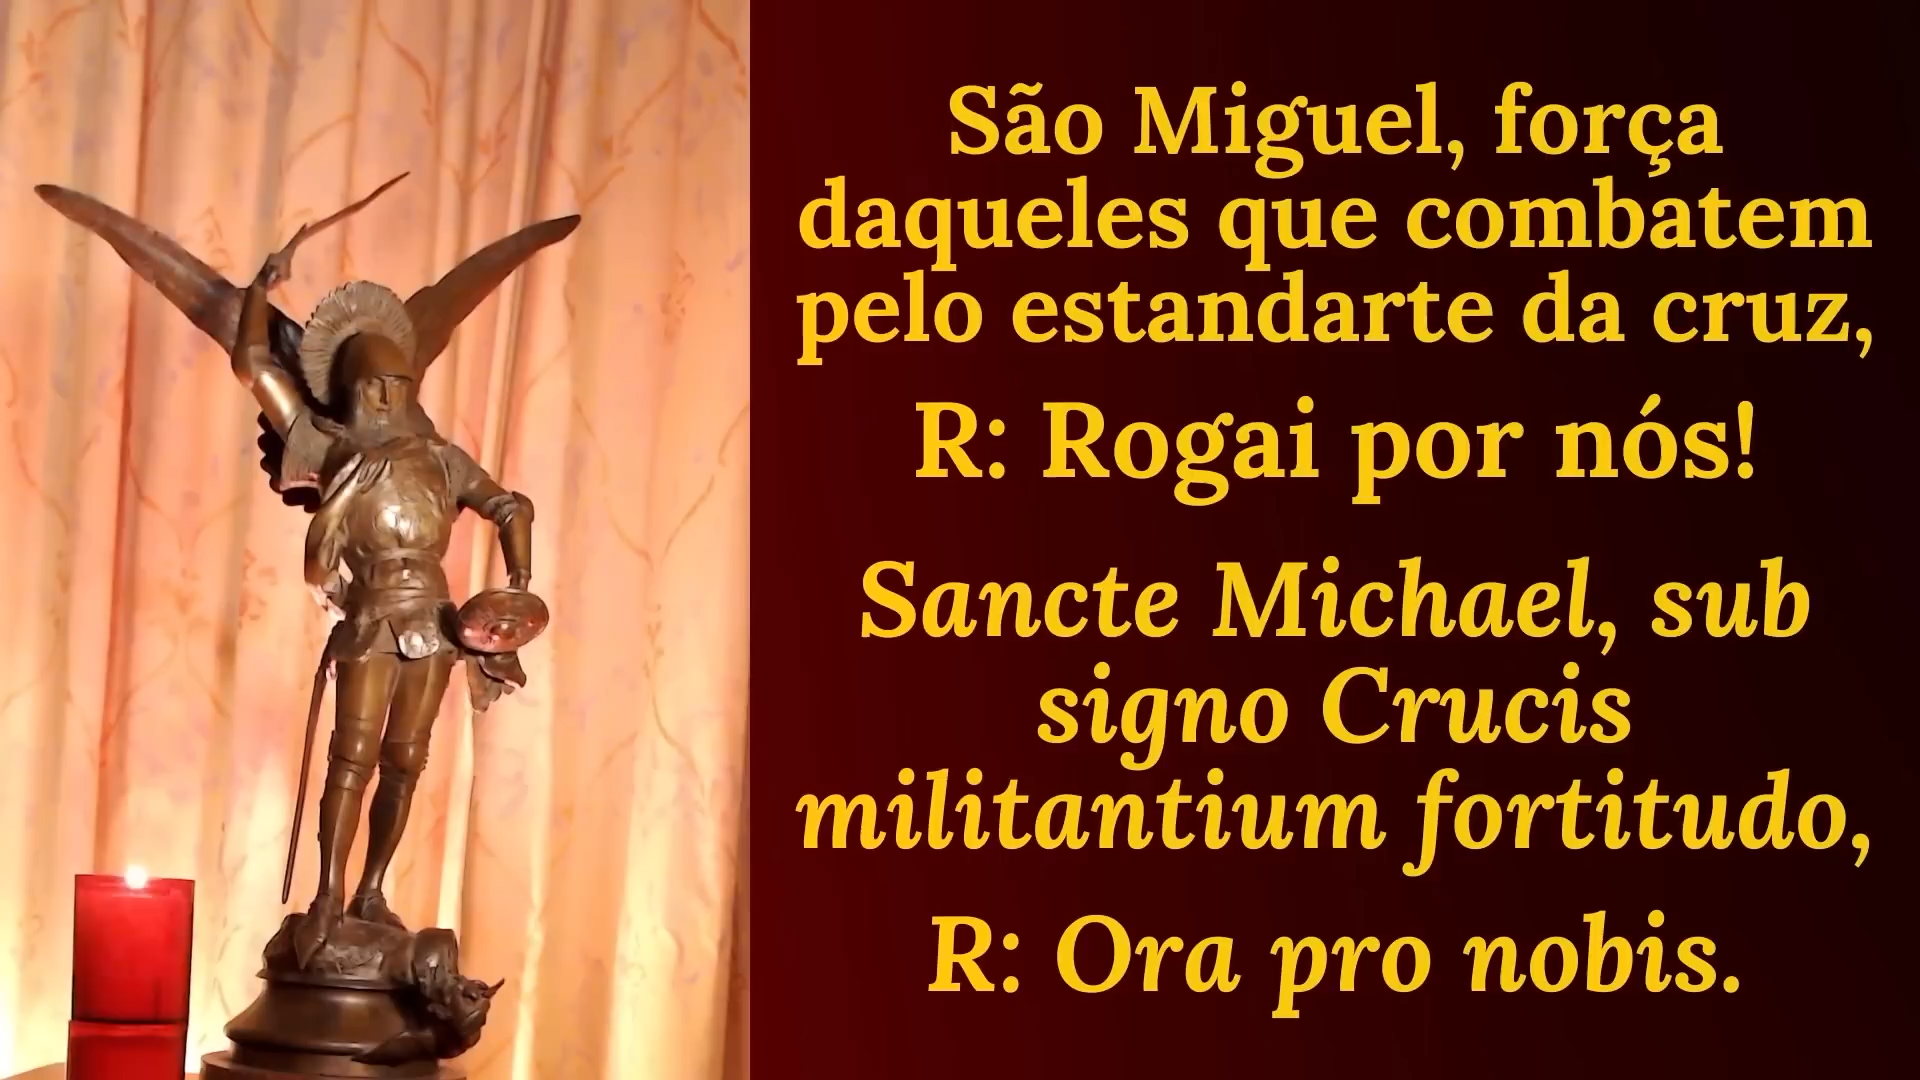 São Miguel, força
daqueles que combatem
pelo estandarte da cruz,
R: Rogai por nós!
Sancte Michael, sub
signo Crucis
militantium fortitudo,
R: Ora pro nobis.